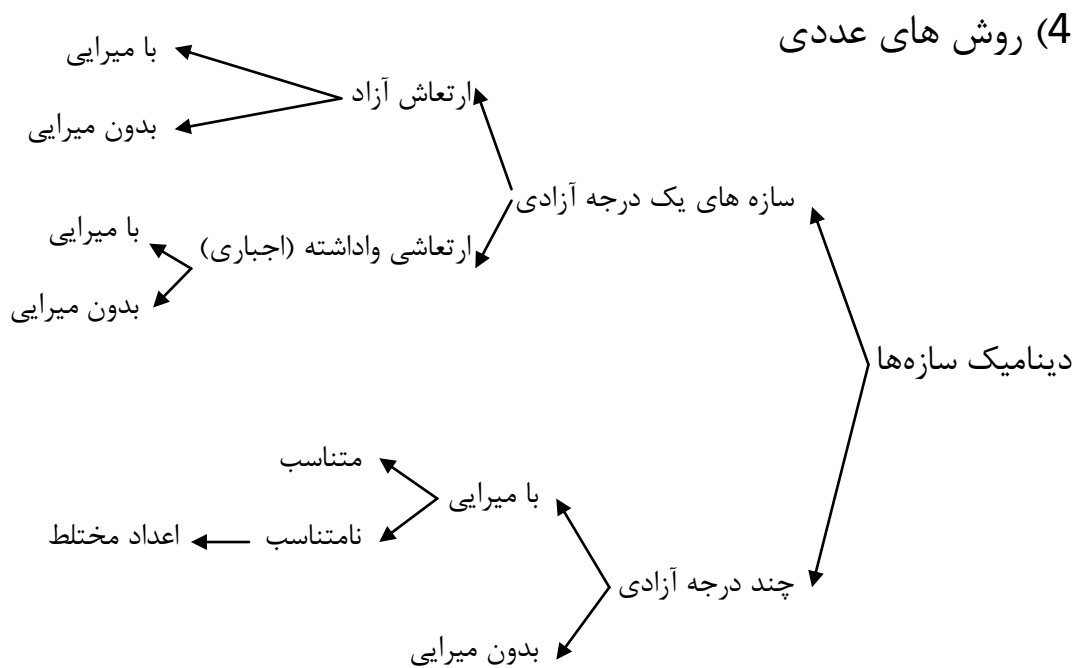 4) روش های عددی
با میرایی
ارتعاش آزاد
بدون میرایی
سازه های یک درجه آزادی
با میرایی
ارتعاشی واداشته (اجباری)
بدون میرایی
دینامیک سازه‌ها
متناسب
با میرایی
نامتناسب
اعداد مختلط
چند درجه آزادی
بدون میرایی